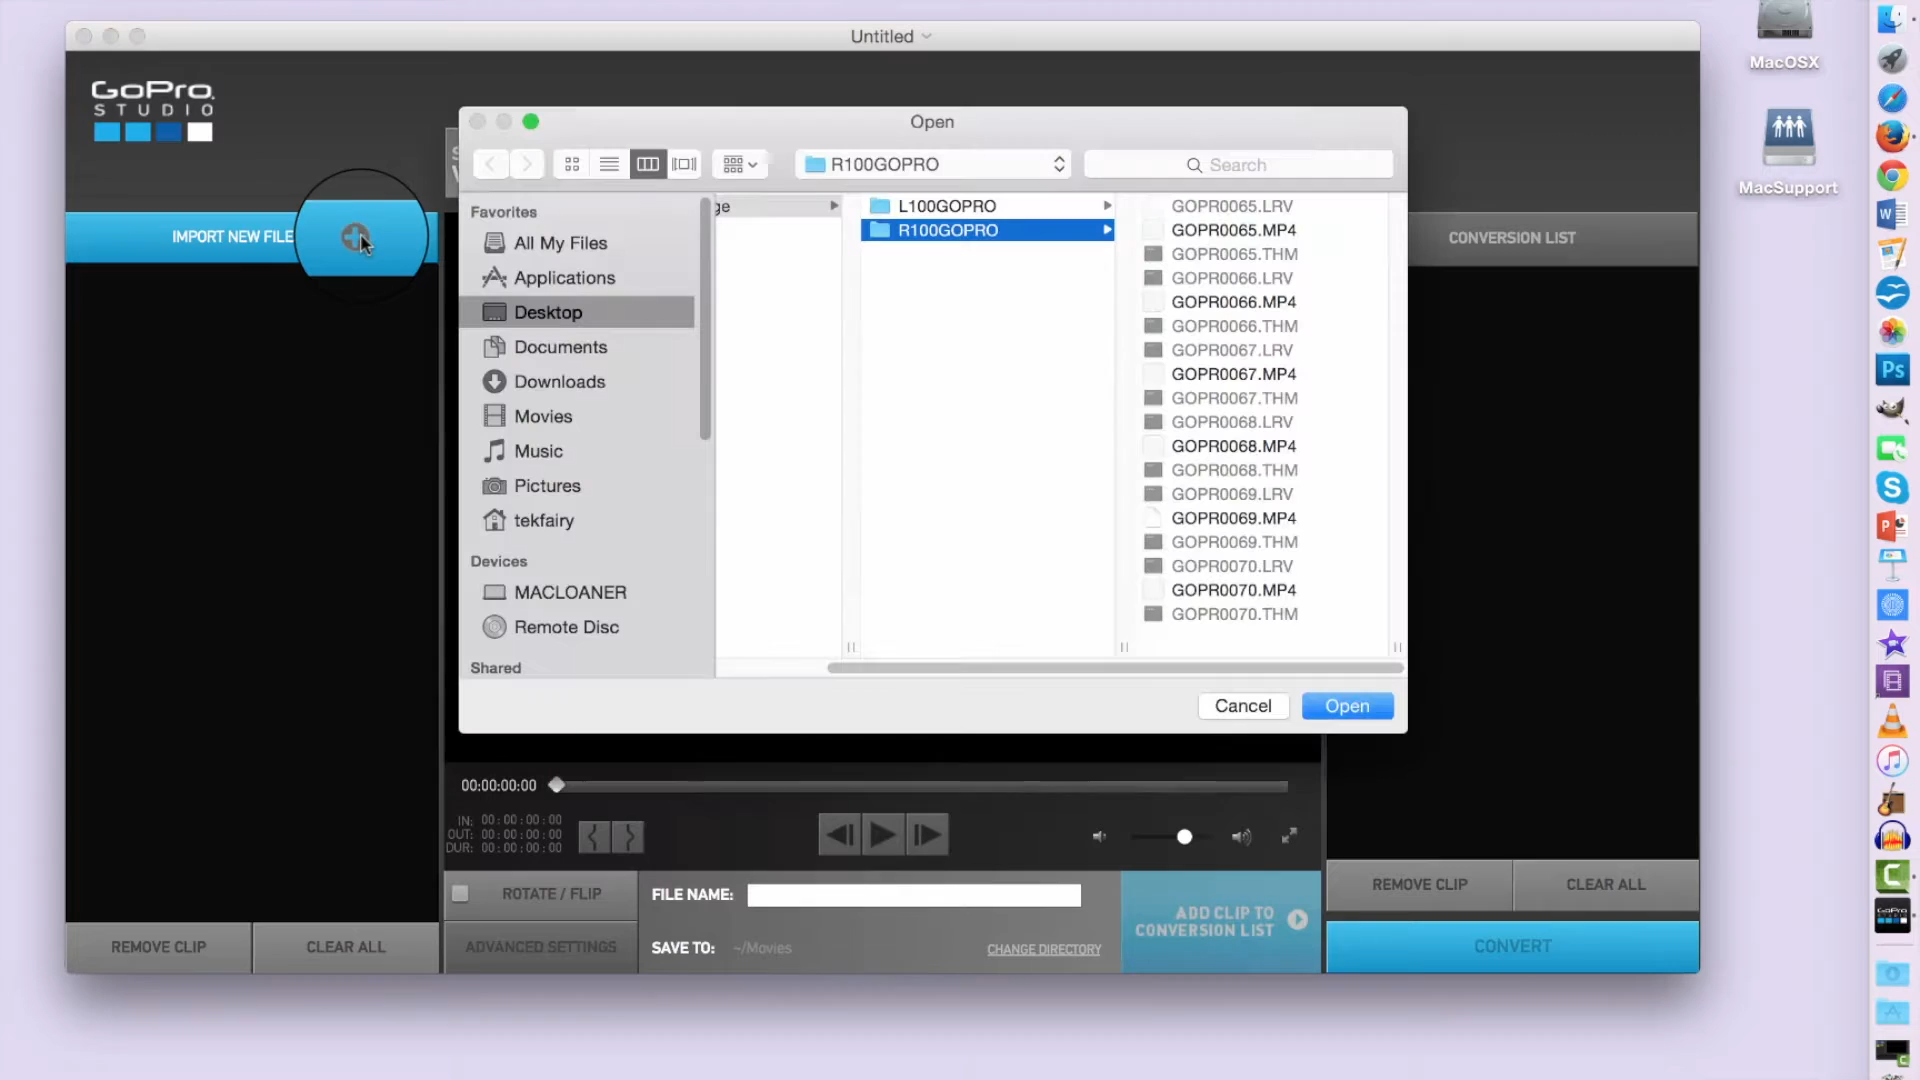 Untitled
MacOSX
MacSupport
GoPro
STUDIO
IMPORT NEW FILE
Open
R100GOPRO
Search
Favorites
All My Files
Applications
Desktop
Documents
Downloads
Movies
Music
Pictures
tekfairy
Devices
MACLOANER
Remote Disc
Shared
ge
L100GOPRO
R100GOPRO
GOPR0065.LRV
GOPR0065.MP4
GOPR0065.THM
GOPR0066.LRV
GOPR0066.MP4
GOPR0066.THM
GOPR0067.LRV
GOPR0067.MP4
GOPR0067.THM
GOPR0068.LRV
GOPR0068.MP4
GOPR0068.THM
GOPR0069.LRV
GOPR0069.MP4
GOPR0069.THM
GOPR0070.LRV
GOPR0070.MP4
GOPR0070.THM
Cancel
Open
CONVERSION LIST
00:00:00:00
IN: 00:00:00:00
OUT: 00:00:00:00
DUR: 00:00:00:00
ROTATE / FLIP
ADVANCED SETTINGS
FILE NAME:
SAVE TO: ~/Movies
CHANGE DIRECTORY
ADD CLIP TO
CONVERSION LIST
REMOVE CLIP
CLEAR ALL
CONVERT
REMOVE CLIP
CLEAR ALL
W
Ps
S
P
C
GoPro